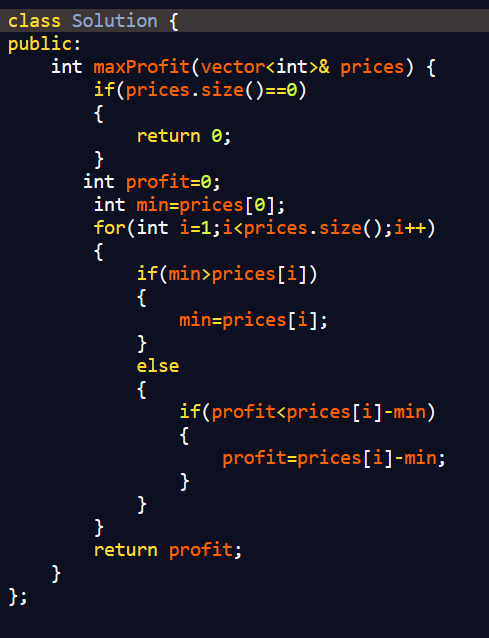 class Solution {
public:
    int maxProfit(vector<int>& prices) {
        if(prices.size()==0)
        {
            return 0;
        }
       int profit=0;
        int min=prices[0];
        for(int i=1;i<prices.size();i++)
        {
            if(min>prices[i])
            {
                min=prices[i];
            }
            else
            {
                if(profit<prices[i]-min)
                {
                    profit=prices[i]-min;
                }
            }
        }
        return profit;
    }
};